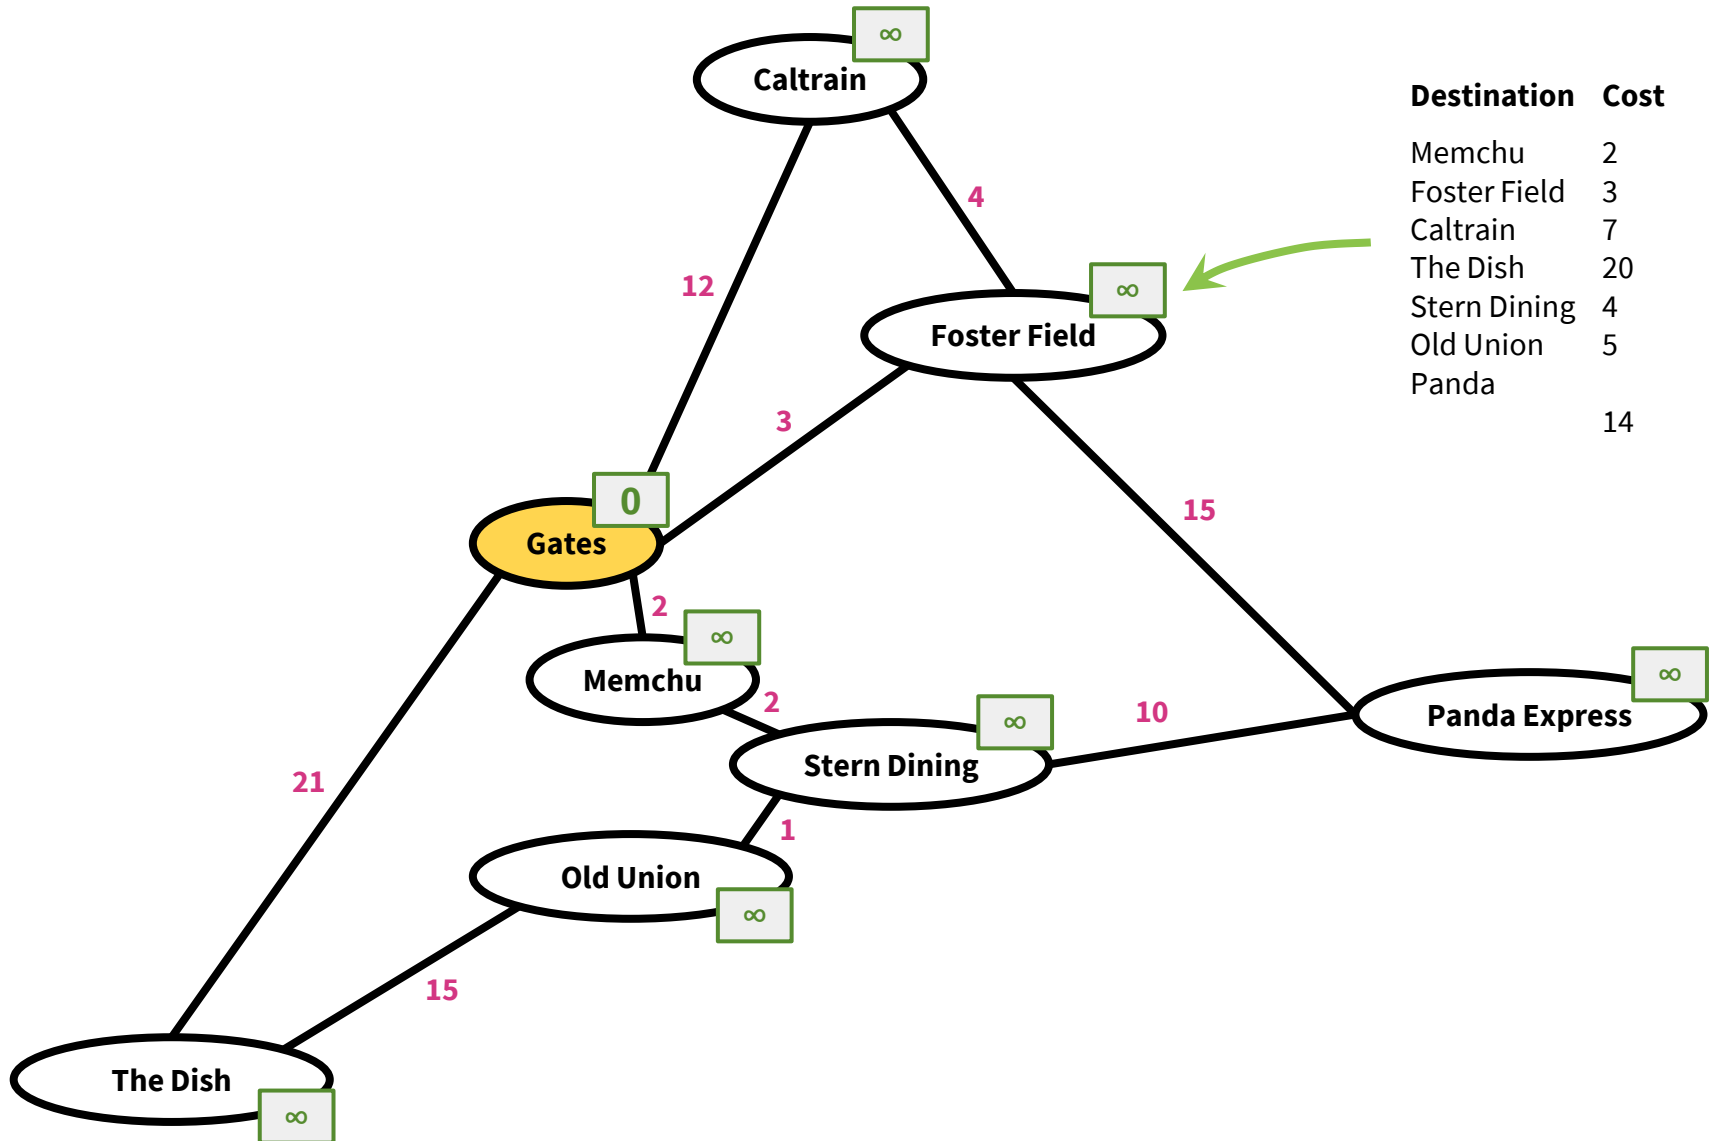 ∞
Caltrain
Destination Cost
Memchu 2
Foster Field 3
Caltrain 7
The Dish 20
Stern Dining 4
Old Union 5
Panda
14
4
12
∞
Foster Field
3
0
Gates
15
2
∞
Memchu
2
∞
Stern Dining
10
∞
Panda Express
21
1
Old Union
∞
15
The Dish
∞